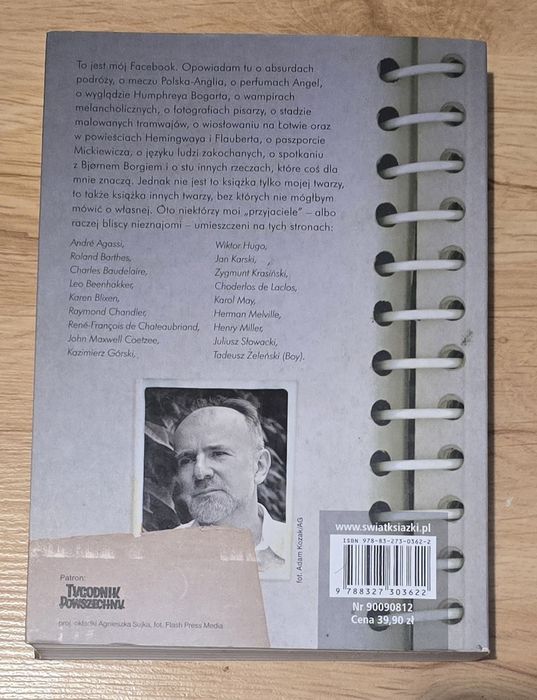 To jest mój Facebook. Opowiadam tu o absurdach
podróży, o meczu Polska-Anglia, o perfumach Angel,
o wyglądzie Humphreya Bogarta, o wampirach
melancholicznych, o fotografiach pisarzy, o stadzie
malowanych tramwajów, o wiosłowaniu na Łotwie oraz
w powieściach Hemingwaya i Flauberta, o paszporcie
Mickiewicza, o języku ludzi zakochanych, o spotkaniu
z Bjørnem Borgiem i o stu innych rzeczach, które coś dla
mnie znaczą. Jednak nie jest to książka tylko mojej twarzy,
to także książka innych twarzy, bez których nie mógłbym
mówić o własnej. Oto niektórzy moi „przyjaciele” – albo
raczej bliscy nieznajomi – umieszczeni na tych stronach:
André Agassi,
Roland Barthes,
Charles Baudelaire,
Leo Beenhakker,
Karen Blixen,
Raymond Chandler,
René-François de Chateaubriand,
John Maxwell Coetzee,
Kazimierz Górski,
Wiktor Hugo,
Jan Karski,
Zygmunt Krasiński,
Choderlos de Laclos,
Karol May,
Herman Melville,
Henry Miller,
Juliusz Słowacki,
Tadeusz Żeleński (Boy).
fot. Adam Kozak/AG
Patron:
TYGODNIK
POWSZECHNY
proj. okładki Agnieszka Sujka, fot. Flash Press Media
www.swiatksiazki.pl
ISBN 978-83-273-0362-2
9 788327 303622
Nr 90090812
Cena 39,90 zł